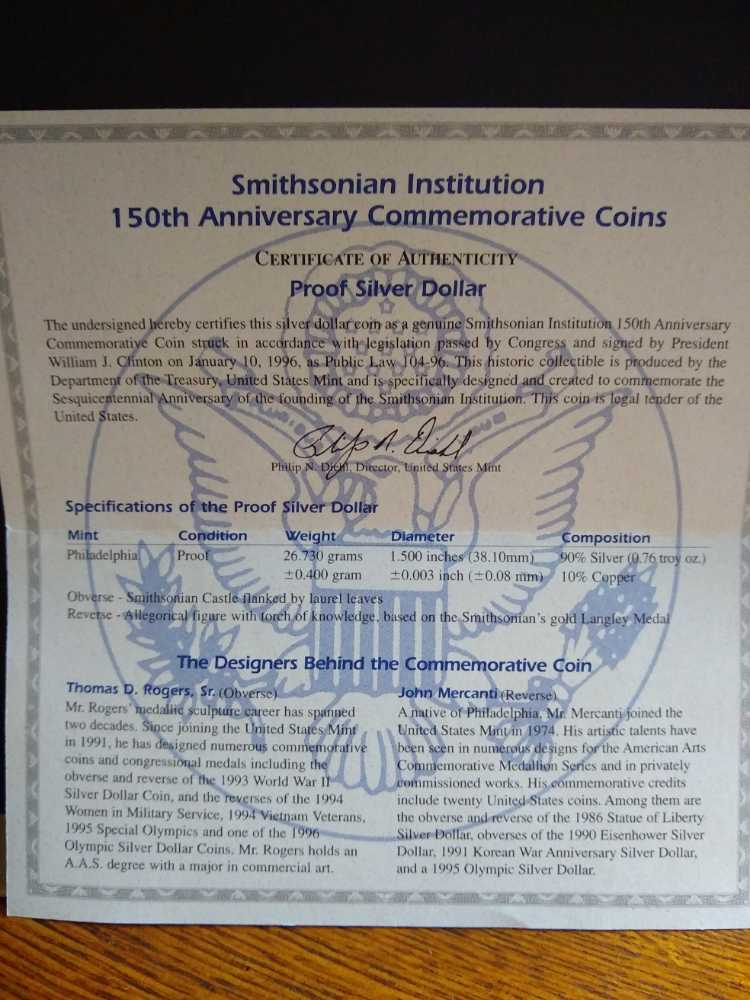 Smithsonian Institution
150th Anniversary Commemorative Coins
CERTIFICATE OF AUTHENTICITY
Proof Silver Dollar
The undersigned hereby certifies this silver dollar coin as a genuine Smithsonian Institution 150th Anniversary
Commemorative Coin struck in accordance with legislation passed by Congress and signed by President
William J. Clinton on January 10, 1996, as Public Law 104-96. This historic collectible is produced by the
Department of the Treasury, United States Mint and is specifically designed and created to commemorate the
Sesquicentennial Anniversary of the founding of the Smithsonian Institution. This coin is legal tender of the
United States.
Philip N. Diehl
Philip N. Diehl, Director, United States Mint
Specifications of the Proof Silver Dollar
Mint Condition Weight Diameter Composition
Philadelphia Proof 26.730 grams 1.500 inches (38.10mm) 90% Silver (0.76 troy oz.)
±0.400 gram ±0.003 inch (±0.08 mm) 10% Copper
Obverse - Smithsonian Castle flanked by laurel leaves
Reverse - Allegorical figure with torch of knowledge, based on the Smithsonian's gold Langley Medal
The Designers Behind the Commemorative Coin
Thomas D. Rogers, Sr. (Obverse)
Mr. Rogers' medallic sculpture career has spanned
two decades. Since joining the United States Mint
in 1991, he has designed numerous commemorative
coins and congressional medals including the
obverse and reverse of the 1993 World War II
Silver Dollar Coin, and the reverses of the 1994
Women in Military Service, 1994 Vietnam Veterans,
1995 Special Olympics and one of the 1996
Olympic Silver Dollar Coins. Mr. Rogers holds an
A.A.S. degree with a major in commercial art.
John Mercanti (Reverse)
A native of Philadelphia, Mr. Mercanti joined the
United States Mint in 1974. His artistic talents have
been seen in numerous designs for the American Arts
Commemorative Medallion Series and in privately
commissioned works. His commemorative credits
include twenty United States coins. Among them are
the obverse and reverse of the 1986 Statue of Liberty
Silver Dollar, obverses of the 1990 Eisenhower Silver
Dollar, 1991 Korean War Anniversary Silver Dollar,
and a 1995 Olympic Silver Dollar.